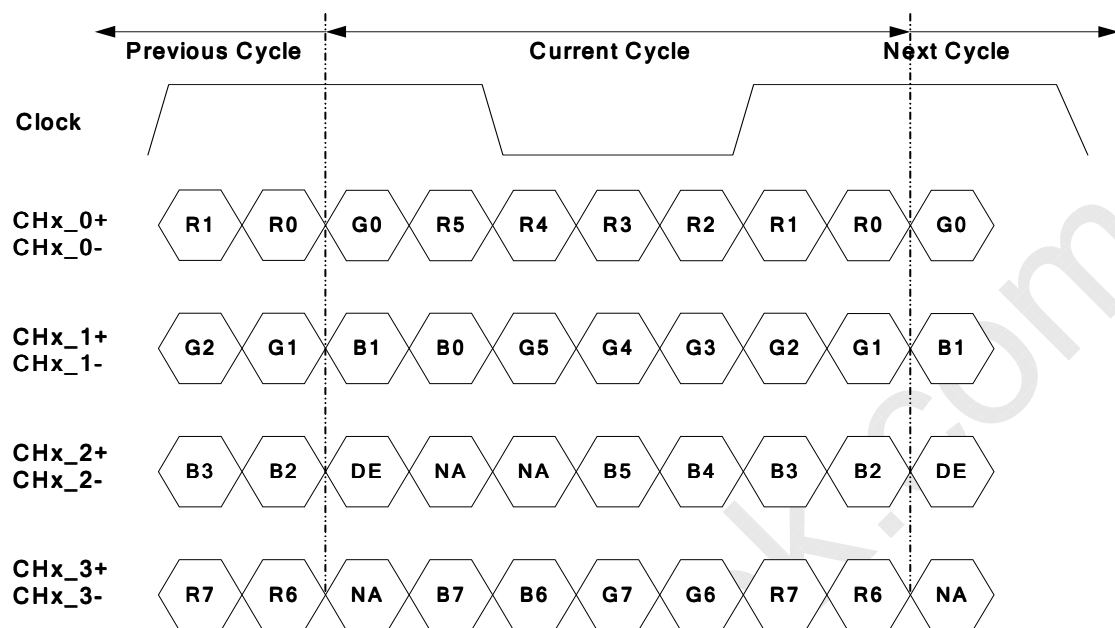 Previous Cycle Current Cycle Next Cycle
Clock
CHx_0+
CHx_0-
R1 R0 G0 R5 R4 R3 R2 R1 R0 G0
CHx_1+
CHx_1-
G2 G1 B1 B0 G5 G4 G3 G2 G1 B1
CHx_2+
CHx_2-
B3 B2 DE NA NA B5 B4 B3 B2 DE
CHx_3+
CHx_3-
R7 R6 NA B7 B6 G7 G6 R7 R6 NA
k.com